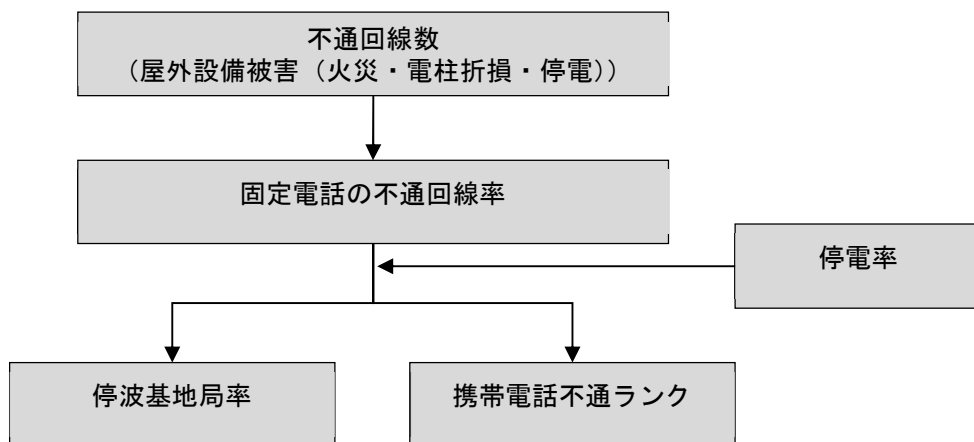 不通回線数
（屋外設備被害（火災・電柱折損・停電））
固定電話の不通回線率
停電率
停波基地局率
携帯電話不通ランク